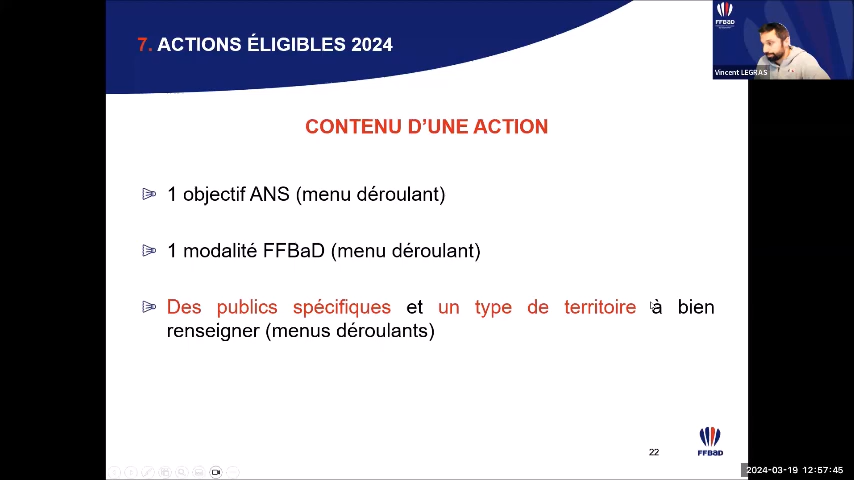 7. ACTIONS ÉLIGIBLES 2024
FFBaD
Vincent LEGRAS
CONTENU D’UNE ACTION
1 objectif ANS (menu déroulant)
1 modalité FFBaD (menu déroulant)
Des publics spécifiques et un type de territoire à bien
renseigner (menus déroulants)
22
FFBaD
2024-03-19 12:57:45